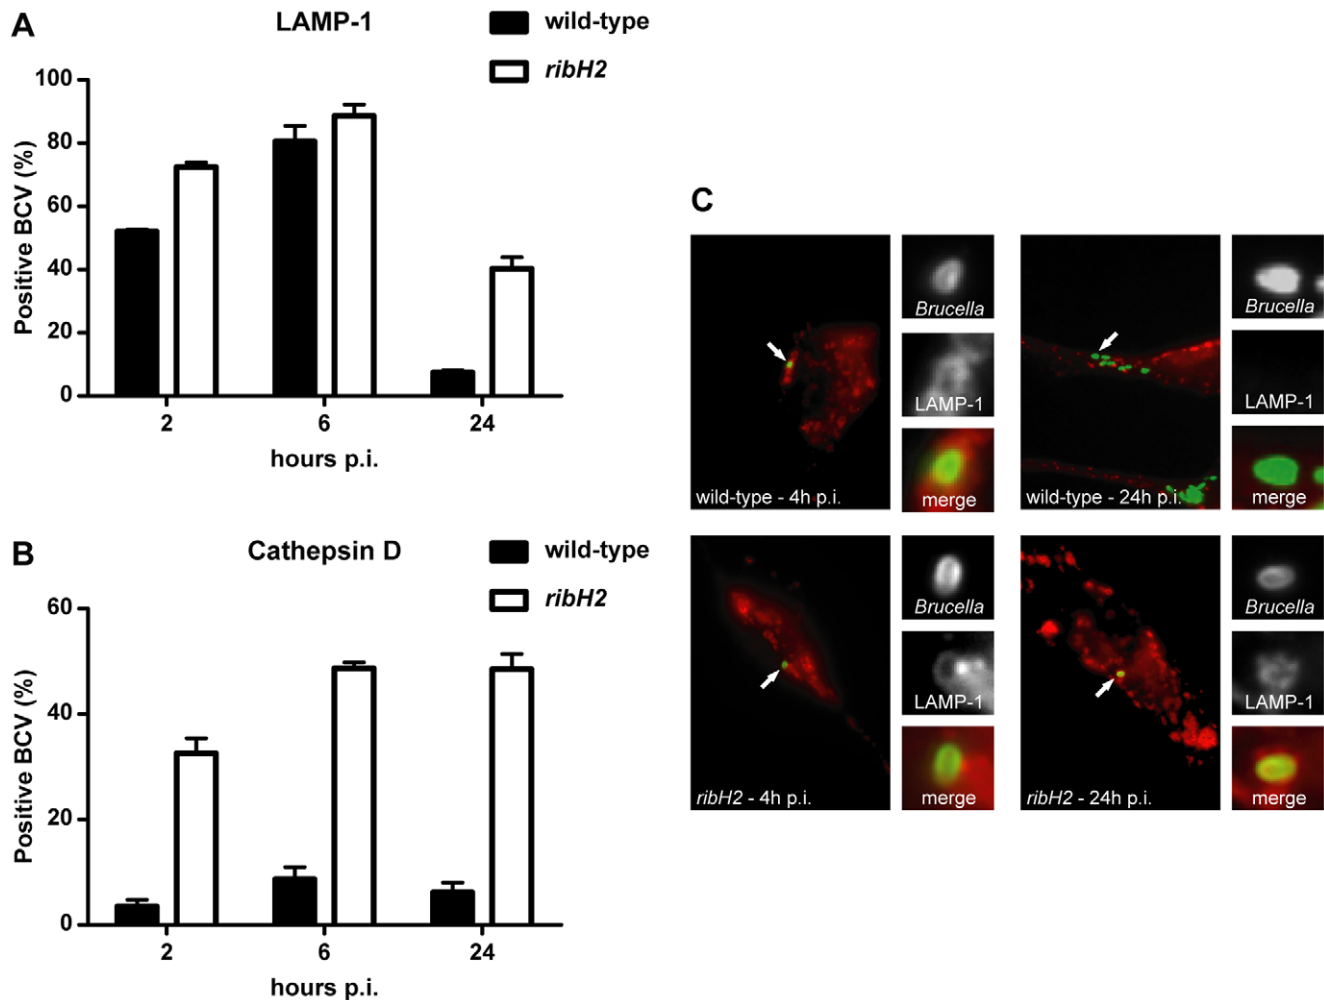 A
LAMP-1
wild-type
ribH2
100
80
60
40
20
0
Positive BCV (%)
2 6 24
hours p.i.
B
Cathepsin D
wild-type
ribH2
60
40
20
0
Positive BCV (%)
2 6 24
hours p.i.
C
Brucella
LAMP-1
merge
wild-type - 4h p.i.
Brucella
LAMP-1
merge
wild-type - 24h p.i.
Brucella
LAMP-1
merge
ribH2 - 4h p.i.
Brucella
LAMP-1
merge
ribH2 - 24h p.i.